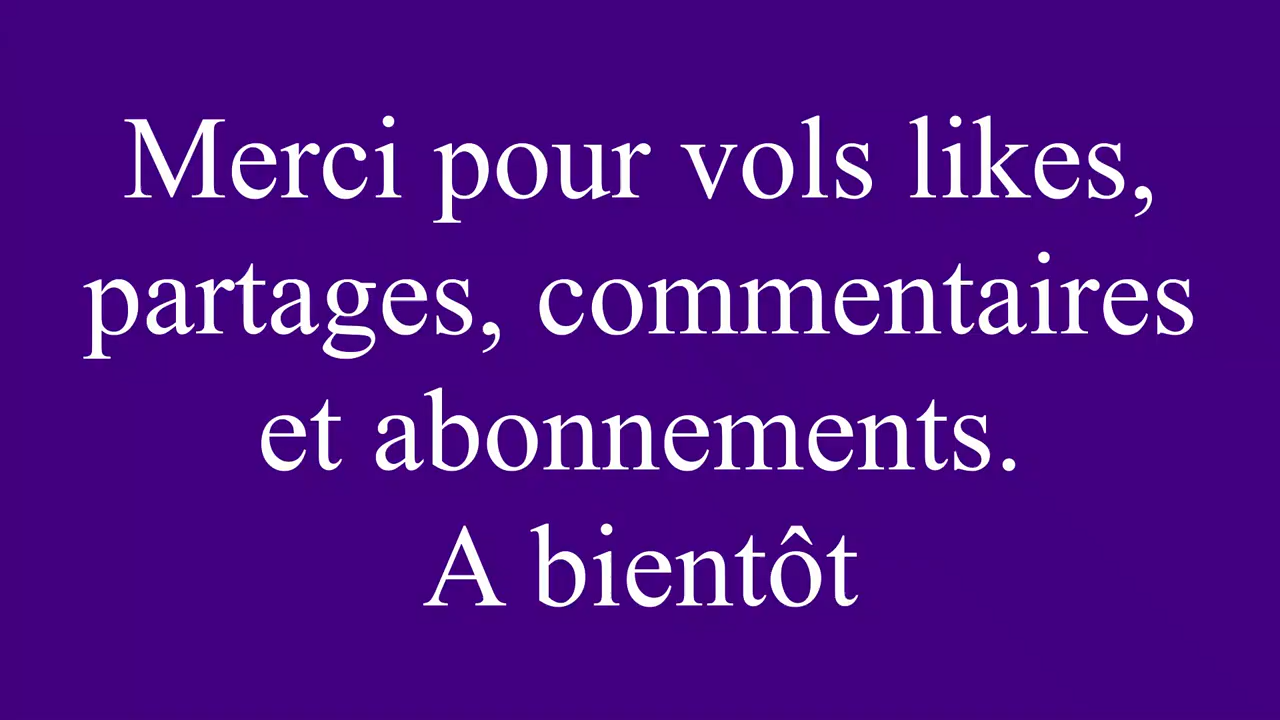 Merci pour vols likes,
partages, commentaires
et abonnements.
A bientôt